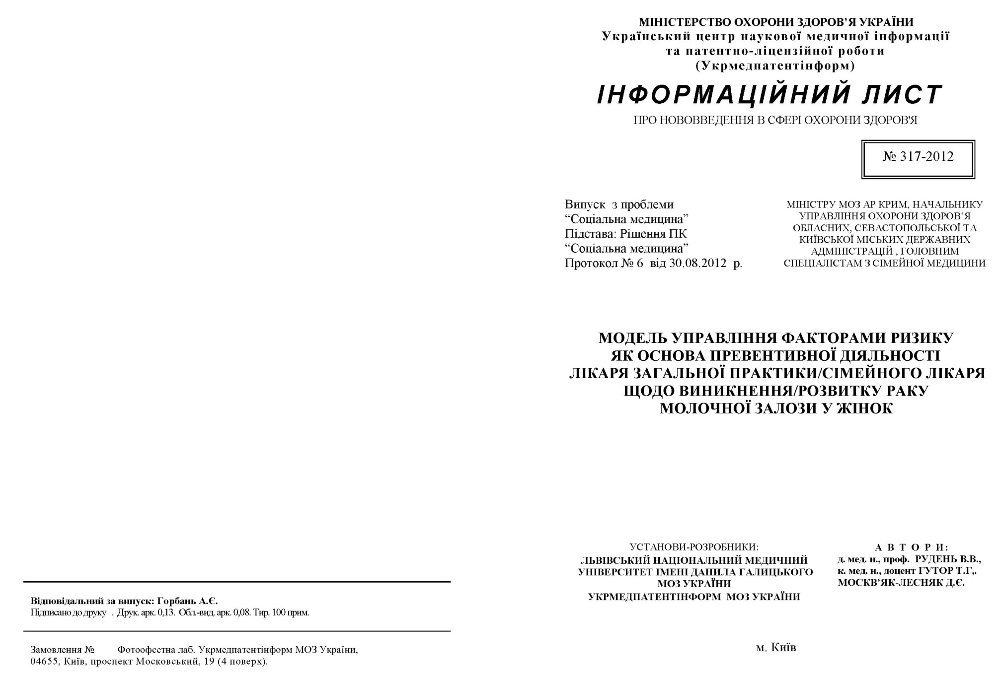 МІНІСТЕРСТВО ОХОРОНИ ЗДОРОВ’Я УКРАЇНИ
Український центр наукової медичної інформації
та патентно-ліцензійної роботи
(Укрмедпатентінформ)
ІНФОРМАЦІЙНИЙ ЛИСТ
ПРО НОВОВВЕДЕННЯ В СФЕРІ ОХОРОНИ ЗДОРОВ'Я
№ 317-2012
Випуск з проблеми
“Соціальна медицина”
Підстава: Рішення ПК
“Соціальна медицина”
Протокол № 6 від 30.08.2012 р.
МІНІСТРУ МОЗ АР КРИМ, НАЧАЛЬНИКУ
УПРАВЛІННЯ ОХОРОНИ ЗДОРОВ’Я
ОБЛАСНИХ, СЕВАСТОПОЛЬСЬКОЇ ТА
КИЇВСЬКОЇ МІСЬКИХ ДЕРЖАВНИХ
АДМІНІСТРАЦІЙ , ГОЛОВНИМ
СПЕЦІАЛІСТАМ З СІМЕЙНОЇ МЕДИЦИНИ
МОДЕЛЬ УПРАВЛІННЯ ФАКТОРАМИ РИЗИКУ
ЯК ОСНОВА ПРЕВЕНТИВНОЇ ДІЯЛЬНОСТІ
ЛІКАРЯ ЗАГАЛЬНОЇ ПРАКТИКИ/СІМЕЙНОГО ЛІКАРЯ
ЩОДО ВИНИКНЕННЯ/РОЗВИТКУ РАКУ
МОЛОЧНОЇ ЗАЛОЗИ У ЖІНОК
УСТАНОВИ-РОЗРОБНИКИ:
ЛЬВІВСЬКИЙ НАЦІОНАЛЬНИЙ МЕДИЧНИЙ
УНІВЕРСИТЕТ ІМЕНІ ДАНИЛА ГАЛИЦЬКОГО
МОЗ УКРАЇНИ
УКРМЕДПАТЕНТІНФОРМ МОЗ УКРАЇНИ
А В Т О Р И:
д. мед. н., проф. РУДЕНЬ В.В.,
к. мед. н., доцент ГУТОР Т.Г,.
МОСКВ’ЯК-ЛЕСНЯК Д.Є.
м. Київ
Відповідальний за випуск: Горбань А.Є.
Підписано до друку . Друк. арк. 0,13. Обл.-вид. арк. 0,08. Тир. 100 прим.
Замовлення № Фотоофсетна лаб. Укрмедпатентінформ МОЗ України,
04655, Київ, проспект Московський, 19 (4 поверх).